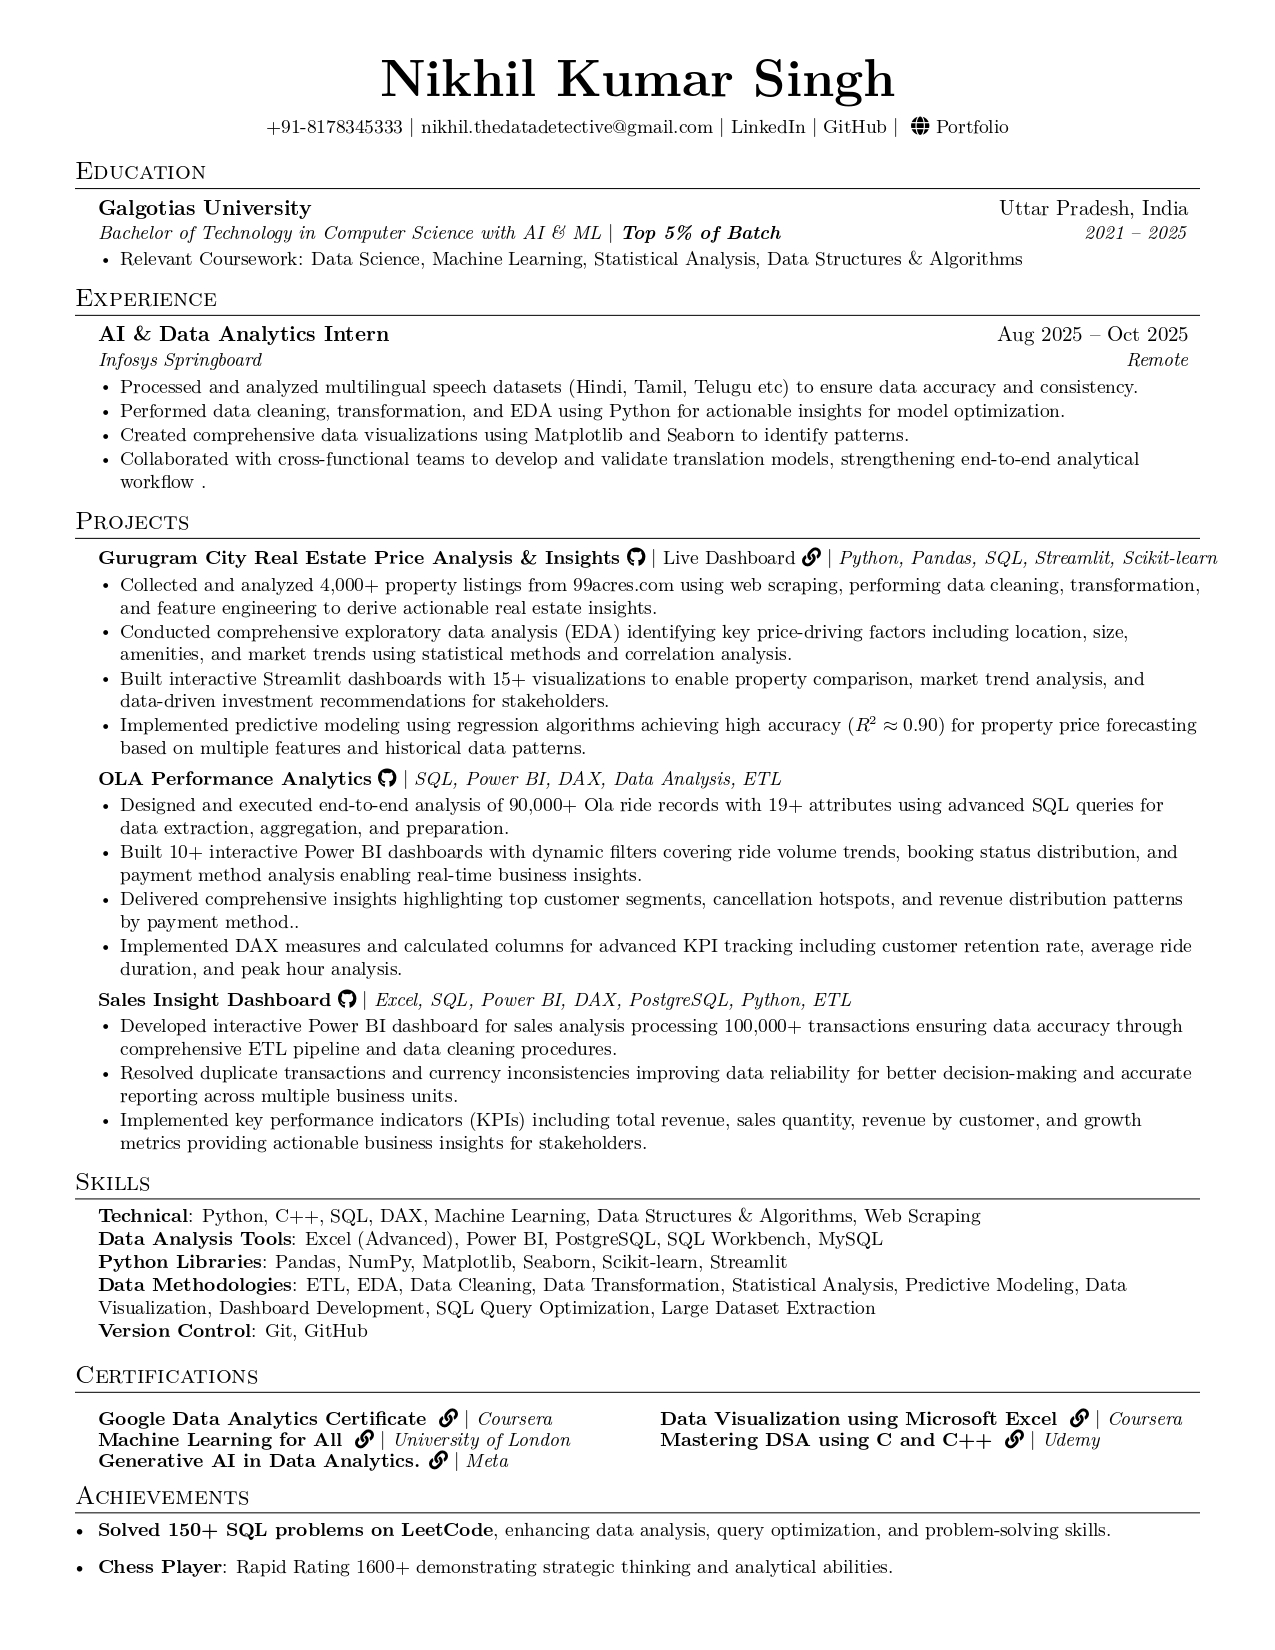 Nikhil Kumar Singh
+91-8178345333 | nikhil.thedatadetective@gmail.com | LinkedIn | GitHub | Portfolio
Education
Galgotias University Uttar Pradesh, India
Bachelor of Technology in Computer Science with AI & ML | Top 5% of Batch 2021 – 2025
• Relevant Coursework: Data Science, Machine Learning, Statistical Analysis, Data Structures & Algorithms
Experience
AI & Data Analytics Intern Aug 2025 – Oct 2025
Infosys Springboard Remote
• Processed and analyzed multilingual speech datasets (Hindi, Tamil, Telugu etc) to ensure data accuracy and consistency.
• Performed data cleaning, transformation, and EDA using Python for actionable insights for model optimization.
• Created comprehensive data visualizations using Matplotlib and Seaborn to identify patterns.
• Collaborated with cross-functional teams to develop and validate translation models, strengthening end-to-end analytical
workflow .
Projects
Gurugram City Real Estate Price Analysis & Insights | Live Dashboard | Python, Pandas, SQL, Streamlit, Scikit-learn
• Collected and analyzed 4,000+ property listings from 99acres.com using web scraping, performing data cleaning, transformation,
and feature engineering to derive actionable real estate insights.
• Conducted comprehensive exploratory data analysis (EDA) identifying key price-driving factors including location, size,
amenities, and market trends using statistical methods and correlation analysis.
• Built interactive Streamlit dashboards with 15+ visualizations to enable property comparison, market trend analysis, and
data-driven investment recommendations for stakeholders.
• Implemented predictive modeling using regression algorithms achieving high accuracy (R² ≈ 0.90) for property price forecasting
based on multiple features and historical data patterns.
OLA Performance Analytics | SQL, Power BI, DAX, Data Analysis, ETL
• Designed and executed end-to-end analysis of 90,000+ Ola ride records with 19+ attributes using advanced SQL queries for
data extraction, aggregation, and preparation.
• Built 10+ interactive Power BI dashboards with dynamic filters covering ride volume trends, booking status distribution, and
payment method analysis enabling real-time business insights.
• Delivered comprehensive insights highlighting top customer segments, cancellation hotspots, and revenue distribution patterns
by payment method..
• Implemented DAX measures and calculated columns for advanced KPI tracking including customer retention rate, average ride
duration, and peak hour analysis.
Sales Insight Dashboard | Excel, SQL, Power BI, DAX, PostgreSQL, Python, ETL
• Developed interactive Power BI dashboard for sales analysis processing 100,000+ transactions ensuring data accuracy through
comprehensive ETL pipeline and data cleaning procedures.
• Resolved duplicate transactions and currency inconsistencies improving data reliability for better decision-making and accurate
reporting across multiple business units.
• Implemented key performance indicators (KPIs) including total revenue, sales quantity, revenue by customer, and growth
metrics providing actionable business insights for stakeholders.
Skills
Technical: Python, C++, SQL, DAX, Machine Learning, Data Structures & Algorithms, Web Scraping
Data Analysis Tools: Excel (Advanced), Power BI, PostgreSQL, SQL Workbench, MySQL
Python Libraries: Pandas, NumPy, Matplotlib, Seaborn, Scikit-learn, Streamlit
Data Methodologies: ETL, EDA, Data Cleaning, Data Transformation, Statistical Analysis, Predictive Modeling, Data
Visualization, Dashboard Development, SQL Query Optimization, Large Dataset Extraction
Version Control: Git, GitHub
Certifications
Google Data Analytics Certificate | Coursera Data Visualization using Microsoft Excel | Coursera
Machine Learning for All | University of London Mastering DSA using C and C++ | Udemy
Generative AI in Data Analytics. | Meta
Achievements
• Solved 150+ SQL problems on LeetCode, enhancing data analysis, query optimization, and problem-solving skills.
• Chess Player: Rapid Rating 1600+ demonstrating strategic thinking and analytical abilities.